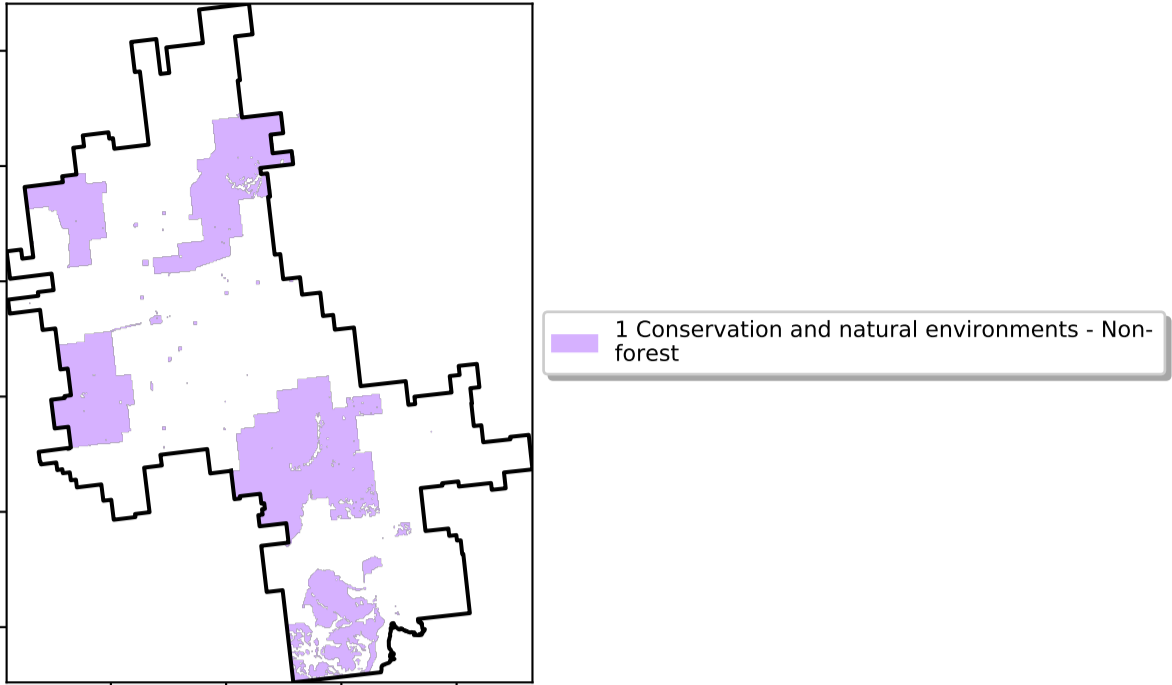 1 Conservation and natural environments - Non-
forest